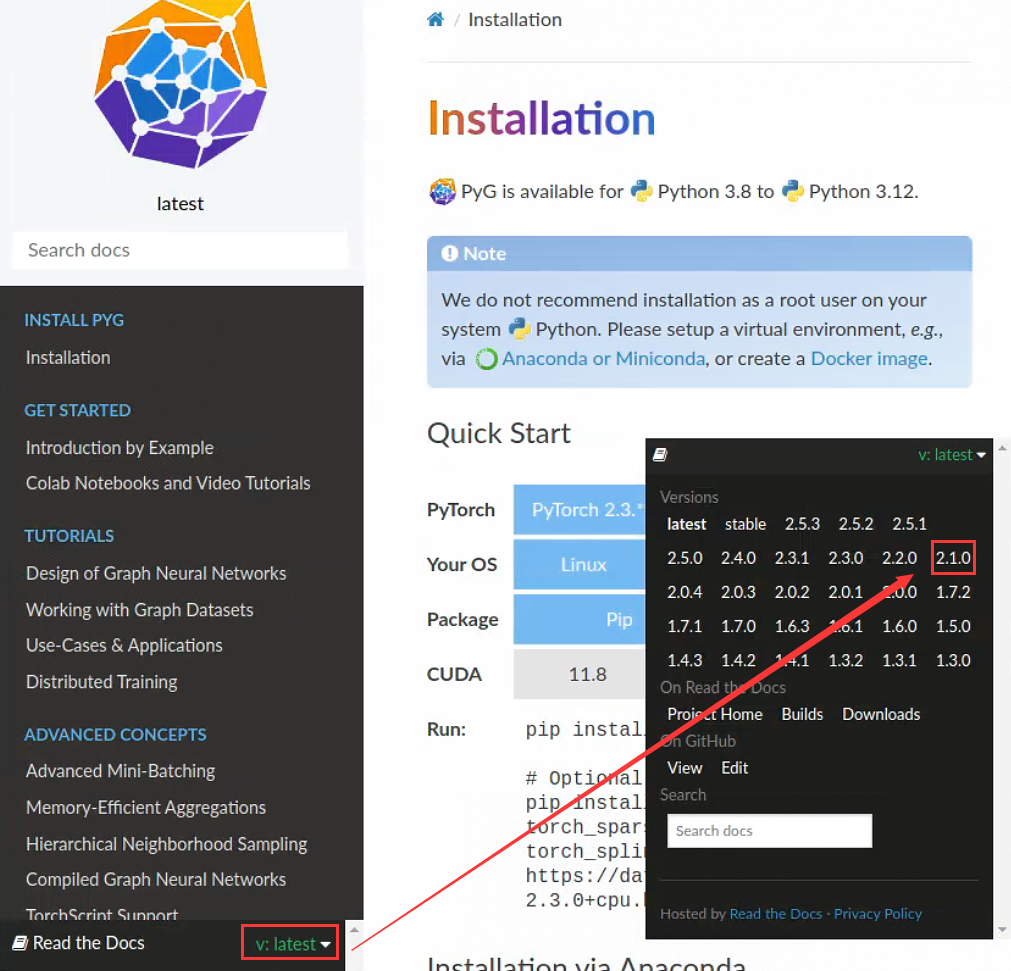 latest
Search docs
INSTALL PYG
Installation
GET STARTED
Introduction by Example
Colab Notebooks and Video Tutorials
TUTORIALS
Design of Graph Neural Networks
Working with Graph Datasets
Use-Cases & Applications
Distributed Training
ADVANCED CONCEPTS
Advanced Mini-Batching
Memory-Efficient Aggregations
Hierarchical Neighborhood Sampling
Compiled Graph Neural Networks
TorchScript Support
Read the Docs v: latest
/ Installation
Installation
PyG is available for Python 3.8 to Python 3.12.
Note
We do not recommend installation as a root user on your
system Python. Please setup a virtual environment, e.g.,
via Anaconda or Miniconda, or create a Docker image.
Quick Start
PyTorch PyTorch 2.3.*
Your OS Linux
Package Pip
CUDA 11.8
Run: pip instal
# Optional
pip instal
torch_spar
torch_spli
https://da
2.3.0+cpu.
Installation via Anaconda
v: latest
Versions
latest stable 2.5.3 2.5.2 2.5.1
2.5.0 2.4.0 2.3.1 2.3.0 2.2.0 2.1.0
2.0.4 2.0.3 2.0.2 2.0.1 2.0.0 1.7.2
1.7.1 1.7.0 1.6.3 1.6.1 1.6.0 1.5.0
1.4.3 1.4.2 1.4.1 1.3.2 1.3.1 1.3.0
On Read the Docs
Project Home Builds Downloads
On GitHub
View Edit
Search
Search docs
Hosted by Read the Docs · Privacy Policy